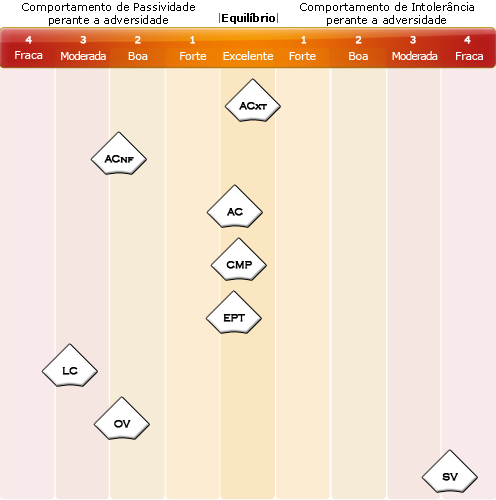 Comportamento de Passividade
perante a adversidade
|Equilíbrio|
Comportamento de Intolerância
perante a adversidade
4 3 2 1 1 2 3 4
Fraca Moderada Boa Forte Excelente Forte Boa Moderada Fraca
ACXT
ACNF
AC
CMP
EPT
LC
OV
SV